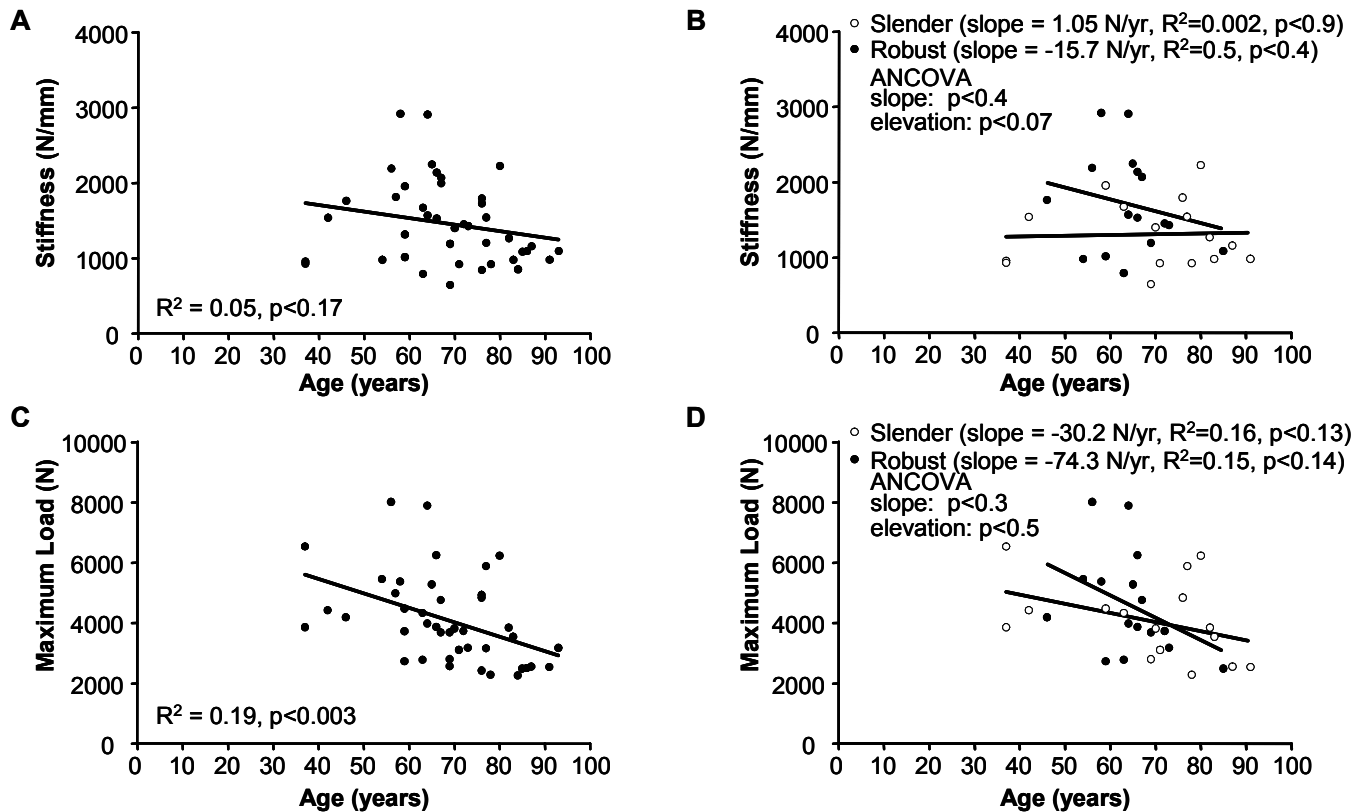 A
4000
3000
2000
1000
0
Stiffness (N/mm)
R² = 0.05, p<0.17
0 10 20 30 40 50 60 70 80 90 100
Age (years)
B
○ Slender (slope = 1.05 N/yr, R²=0.002, p<0.9)
● Robust (slope = -15.7 N/yr, R²=0.5, p<0.4)
ANCOVA
slope: p<0.4
elevation: p<0.07
4000
3000
2000
1000
0
Stiffness (N/mm)
0 10 20 30 40 50 60 70 80 90 100
Age (years)
C
10000
8000
6000
4000
2000
0
Maximum Load (N)
R² = 0.19, p<0.003
0 10 20 30 40 50 60 70 80 90 100
Age (years)
D
○ Slender (slope = -30.2 N/yr, R²=0.16, p<0.13)
● Robust (slope = -74.3 N/yr, R²=0.15, p<0.14)
ANCOVA
slope: p<0.3
elevation: p<0.5
10000
8000
6000
4000
2000
0
Maximum Load (N)
0 10 20 30 40 50 60 70 80 90 100
Age (years)